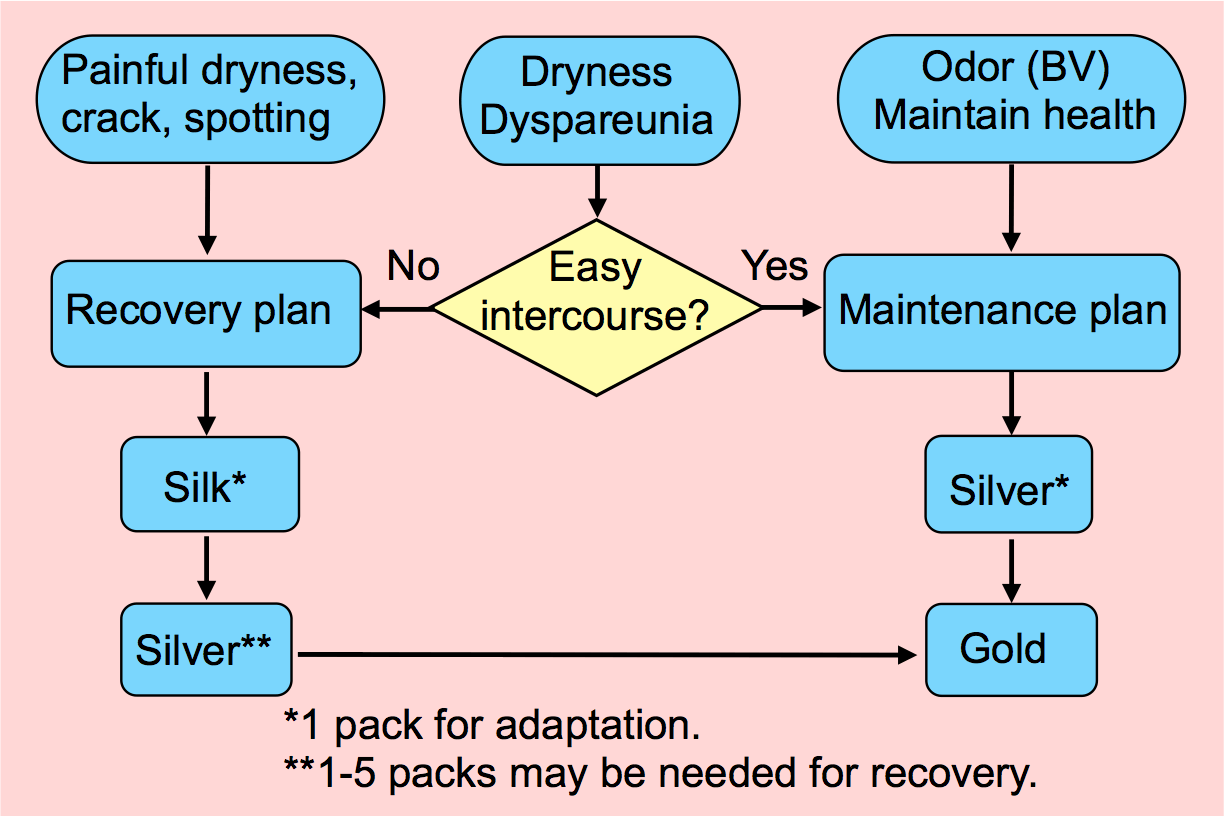 Painful dryness,
crack, spotting
Dryness
Dyspareunia
Odor (BV)
Maintain health
No
Easy
intercourse?
Yes
Recovery plan
Maintenance plan
Silk*
Silver*
Silver**
Gold
*1 pack for adaptation.
**1-5 packs may be needed for recovery.